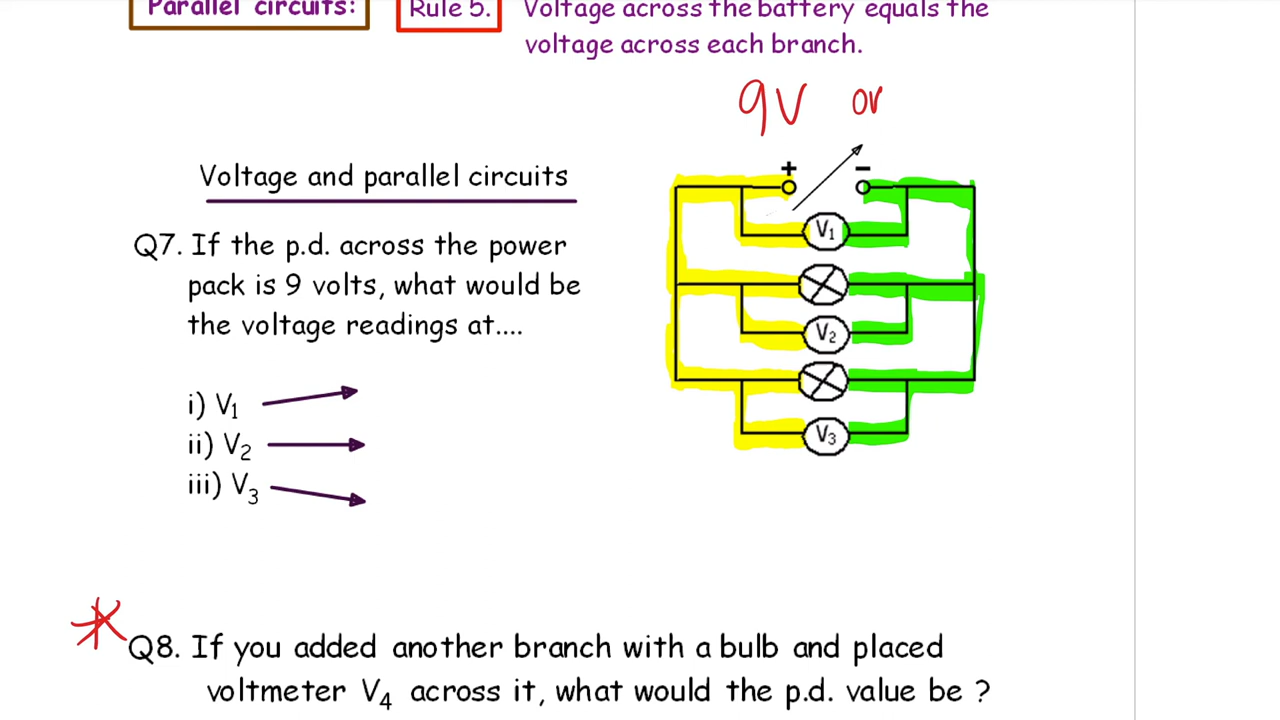 Parallel circuits:
Rule 5.
Voltage across the battery equals the
voltage across each branch.
9V or
Voltage and parallel circuits
+
−
Q7. If the p.d. across the power
pack is 9 volts, what would be
the voltage readings at....
i) V₁
ii) V₂
iii) V₃
V₁
V₂
V₃
Q8. If you added another branch with a bulb and placed
voltmeter V₄ across it, what would the p.d. value be ?